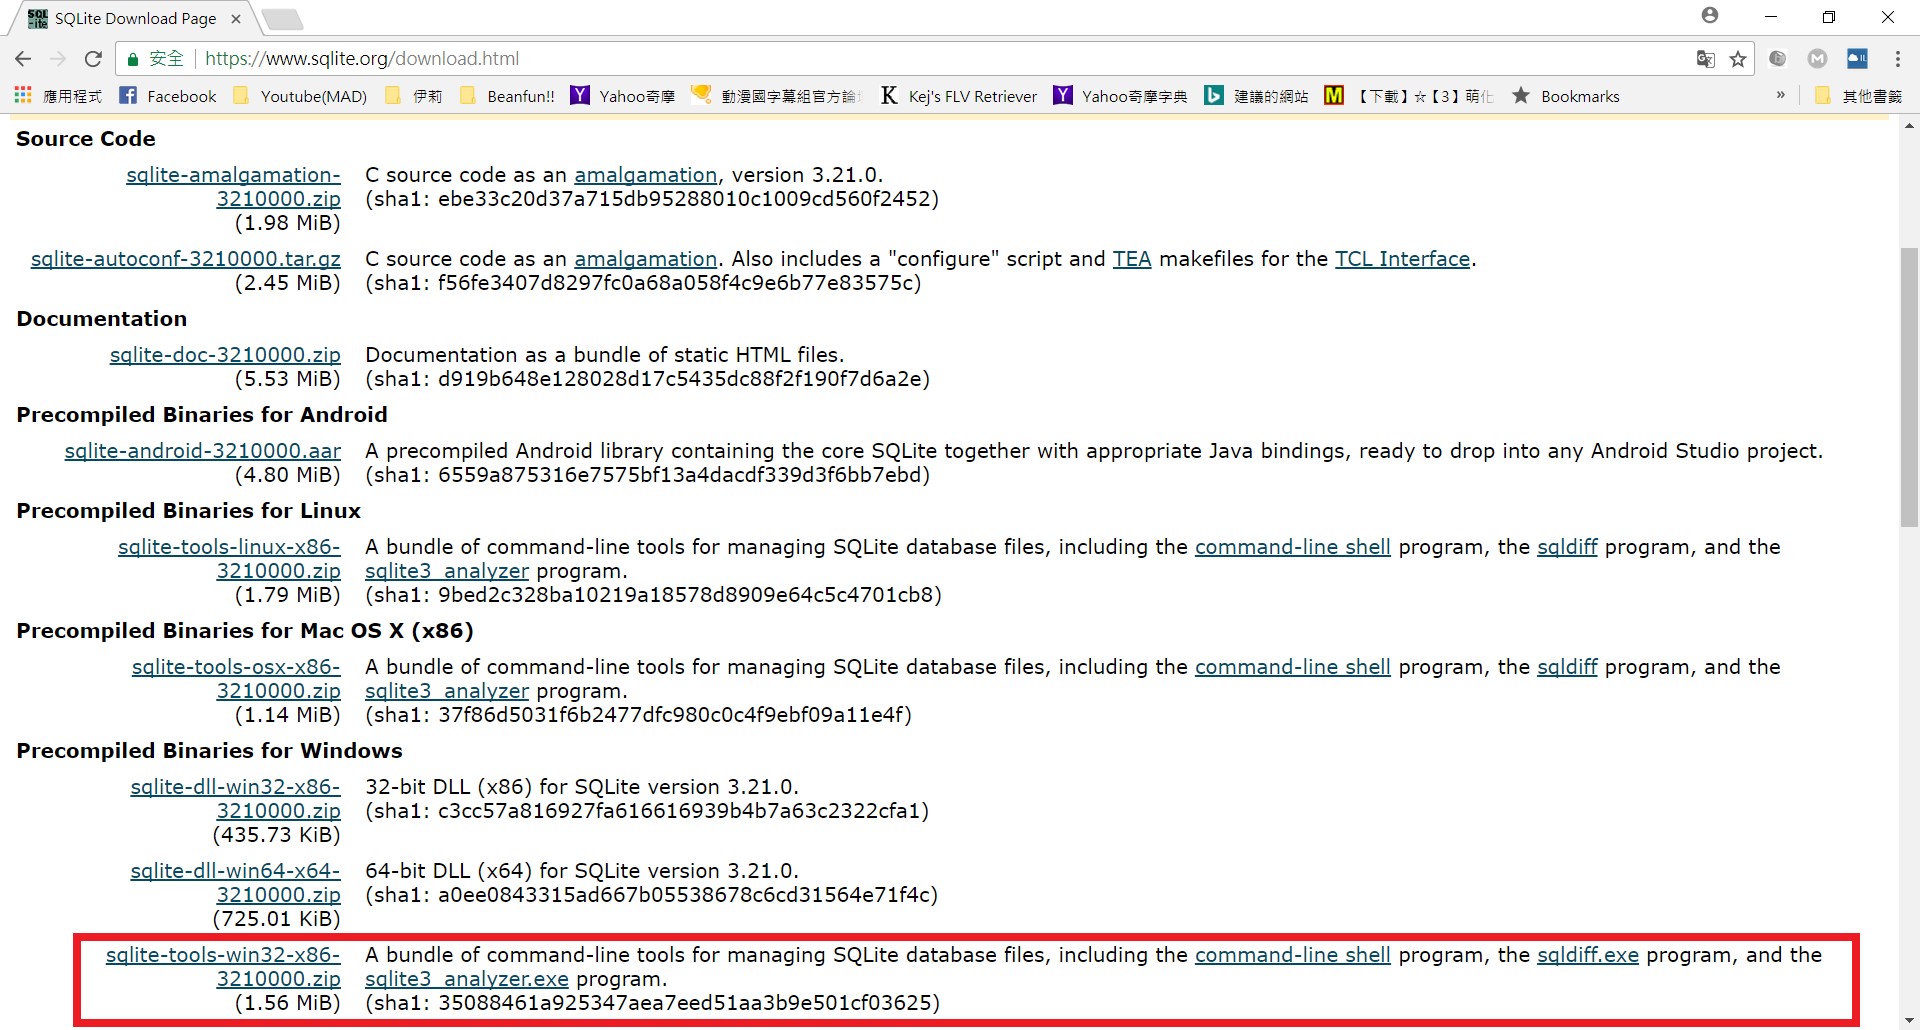 SQLite Download Page
安全 https://www.sqlite.org/download.html
應用程式 Facebook Youtube(MAD) 伊莉 Beanfun!! Yahoo奇摩 動漫國字幕組官方論 Kej's FLV Retriever Yahoo奇摩字典 建議的網站 【下載】☆【3】萌化 Bookmarks » 其他書籤
Source Code
sqlite-amalgamation- C source code as an amalgamation, version 3.21.0.
3210000.zip (sha1: ebe33c20d37a715db95288010c1009cd560f2452)
(1.98 MiB)
sqlite-autoconf-3210000.tar.gz C source code as an amalgamation. Also includes a "configure" script and TEA makefiles for the TCL Interface.
(2.45 MiB) (sha1: f56fe3407d8297fc0a68a058f4c9e6b77e83575c)
Documentation
sqlite-doc-3210000.zip Documentation as a bundle of static HTML files.
(5.53 MiB) (sha1: d919b648e128028d17c5435dc88f2f190f7d6a2e)
Precompiled Binaries for Android
sqlite-android-3210000.aar A precompiled Android library containing the core SQLite together with appropriate Java bindings, ready to drop into any Android Studio project.
(4.80 MiB) (sha1: 6559a875316e7575bf13a4dacdf339d3f6bb7ebd)
Precompiled Binaries for Linux
sqlite-tools-linux-x86- A bundle of command-line tools for managing SQLite database files, including the command-line shell program, the sqldiff program, and the
3210000.zip sqlite3_analyzer program.
(1.79 MiB) (sha1: 9bed2c328ba10219a18578d8909e64c5c4701cb8)
Precompiled Binaries for Mac OS X (x86)
sqlite-tools-osx-x86- A bundle of command-line tools for managing SQLite database files, including the command-line shell program, the sqldiff program, and the
3210000.zip sqlite3_analyzer program.
(1.14 MiB) (sha1: 37f86d5031f6b2477dfc980c0c4f9ebf09a11e4f)
Precompiled Binaries for Windows
sqlite-dll-win32-x86- 32-bit DLL (x86) for SQLite version 3.21.0.
3210000.zip (sha1: c3cc57a816927fa616616939b4b7a63c2322cfa1)
(435.73 KiB)
sqlite-dll-win64-x64- 64-bit DLL (x64) for SQLite version 3.21.0.
3210000.zip (sha1: a0ee0843315ad667b05538678c6cd31564e71f4c)
(725.01 KiB)
sqlite-tools-win32-x86- A bundle of command-line tools for managing SQLite database files, including the command-line shell program, the sqldiff.exe program, and the
3210000.zip sqlite3_analyzer.exe program.
(1.56 MiB) (sha1: 35088461a925347aea7eed51aa3b9e501cf03625)